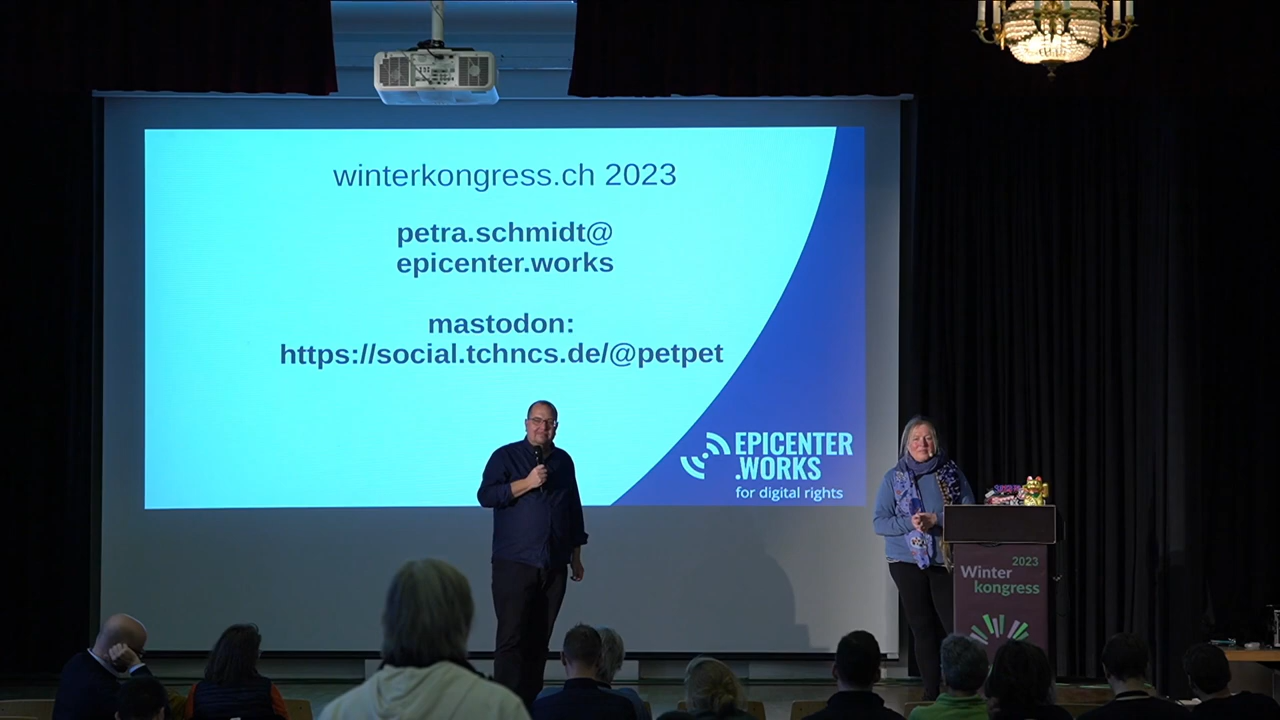 winterkongress.ch 2023
petra.schmidt@
epicenter.works
mastodon:
https://social.tchncs.de/@petpet
EPICENTER
.WORKS
for digital rights
2023
Winter
kongress